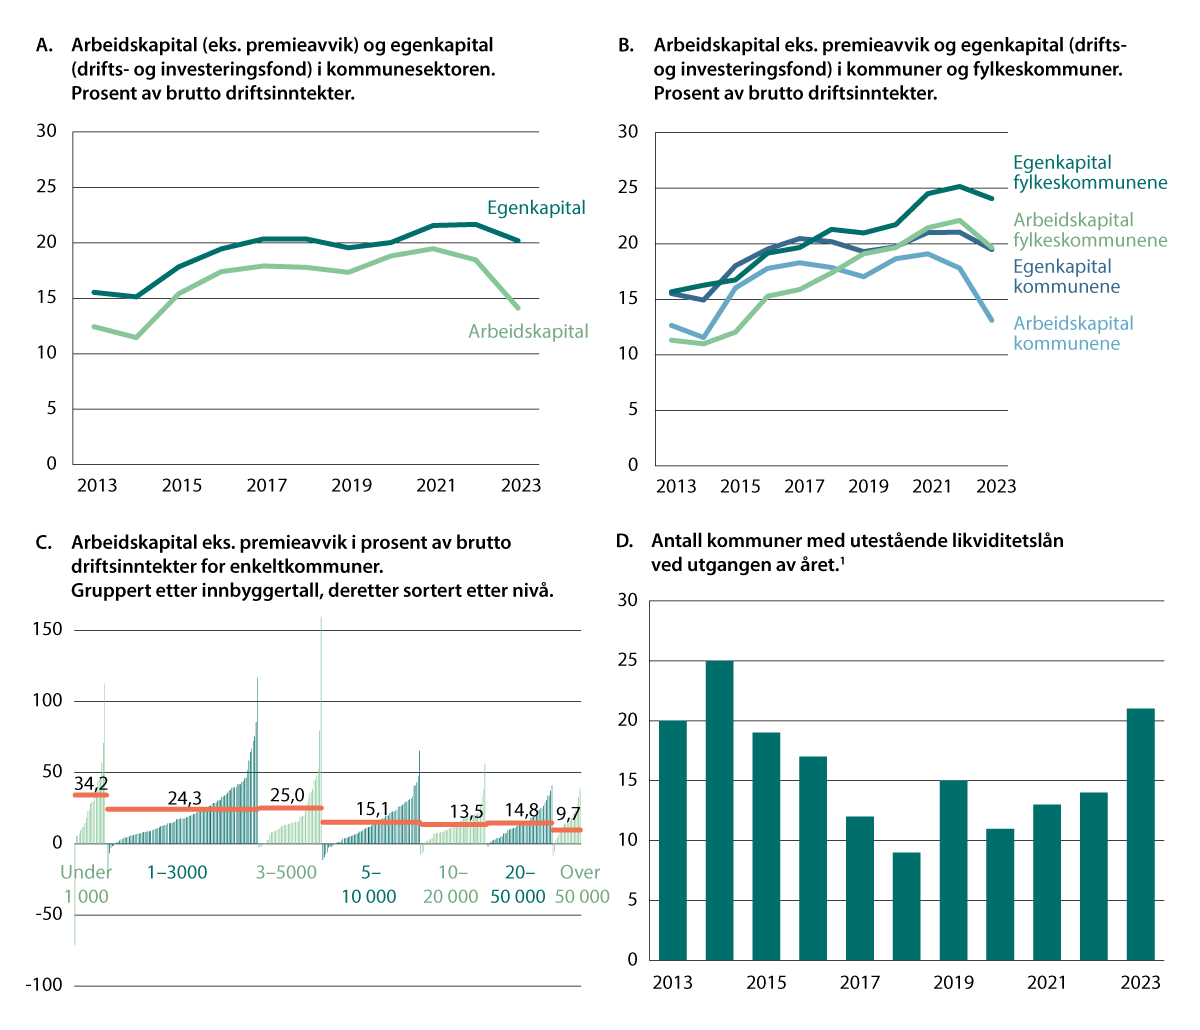 A. Arbeidskapital (eks. premieavvik) og egenkapital
(drifts- og investeringsfond) i kommunesektoren.
Prosent av brutto driftsinntekter.
30
25
20
15
10
5
0
Egenkapital
Arbeidskapital
2013 2015 2017 2019 2021 2023
B. Arbeidskapital eks. premieavvik og egenkapital (drifts-
og investeringsfond) i kommuner og fylkeskommuner.
Prosent av brutto driftsinntekter.
30
25
20
15
10
5
0
Egenkapital
fylkeskommunene
Arbeidskapital
fylkeskommunene
Egenkapital
kommunene
Arbeidskapital
kommunene
2013 2015 2017 2019 2021 2023
C. Arbeidskapital eks. premieavvik i prosent av brutto
driftsinntekter for enkeltkommuner.
Gruppert etter innbyggertall, deretter sortert etter nivå.
150
100
50
0
-50
-100
34,2 24,3 25,0 15,1 13,5 14,8 9,7
Under
1 000
1–3000
3–5000
5–
10 000
10–
20 000
20–
50 000
Over
50 000
D. Antall kommuner med utestående likviditetslån
ved utgangen av året.¹
30
25
20
15
10
5
0
2013 2015 2017 2019 2021 2023